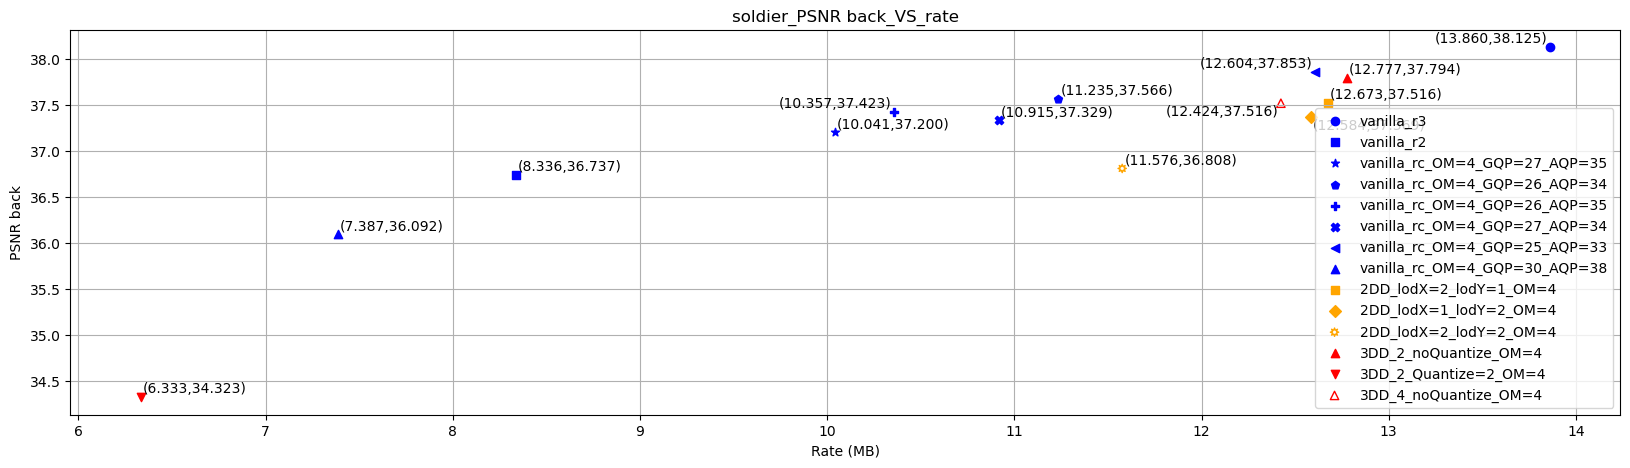 soldier_PSNR back_VS_rate
(13.860,38.125)
(12.604,37.853)
(12.777,37.794)
(11.235,37.566)
(12.673,37.516)
(10.357,37.423)
(10.915,37.329)
(12.424,37.516)
(10.041,37.200)
(11.576,36.808)
(8.336,36.737)
(7.387,36.092)
(6.333,34.323)
vanilla_r3
vanilla_r2
vanilla_rc_OM=4_GQP=27_AQP=35
vanilla_rc_OM=4_GQP=26_AQP=34
vanilla_rc_OM=4_GQP=26_AQP=35
vanilla_rc_OM=4_GQP=27_AQP=34
vanilla_rc_OM=4_GQP=25_AQP=33
vanilla_rc_OM=4_GQP=30_AQP=38
2DD_lodX=2_lodY=1_OM=4
2DD_lodX=1_lodY=2_OM=4
2DD_lodX=2_lodY=2_OM=4
3DD_2_noQuantize_OM=4
3DD_2_Quantize=2_OM=4
3DD_4_noQuantize_OM=4
PSNR back
38.0
37.5
37.0
36.5
36.0
35.5
35.0
34.5
6 7 8 9 10 11 12 13 14
Rate (MB)